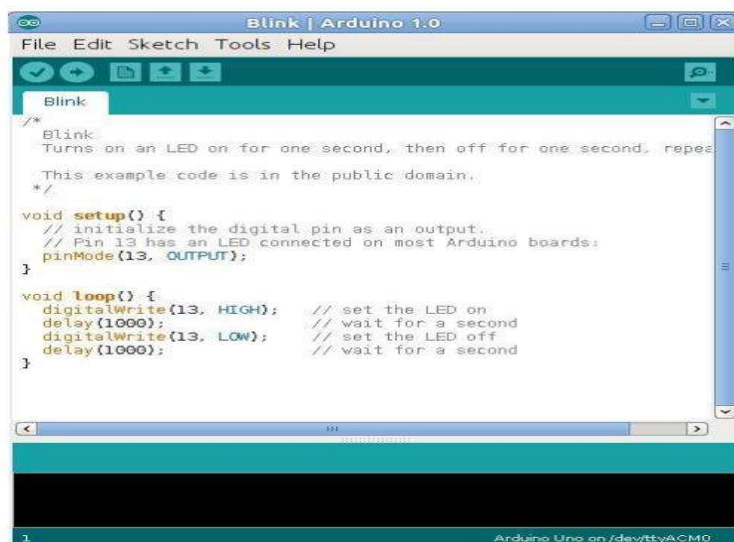 Blink | Arduino 1.0
File Edit Sketch Tools Help
Blink
/*
  Blink
  Turns on an LED on for one second, then off for one second, repea

  This example code is in the public domain.
 */

void setup() {
  // initialize the digital pin as an output.
  // Pin 13 has an LED connected on most Arduino boards:
  pinMode(13, OUTPUT);
}

void loop() {
  digitalWrite(13, HIGH);   // set the LED on
  delay(1000);              // wait for a second
  digitalWrite(13, LOW);    // set the LED off
  delay(1000);              // wait for a second
}
1 Arduino Uno on /dev/ttyACM0